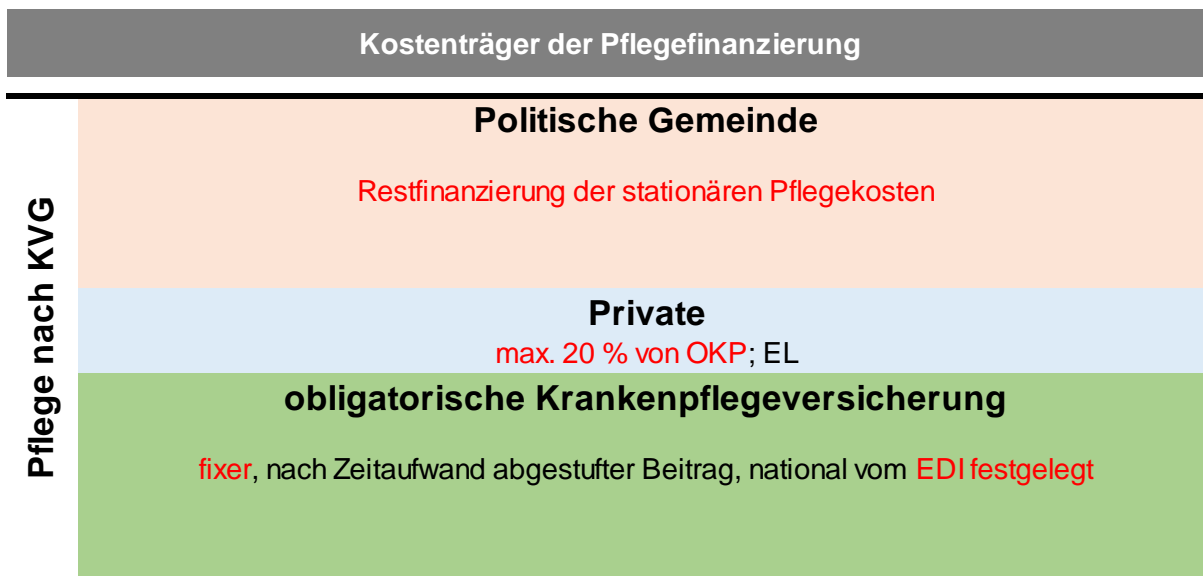 Kostenträger der Pflegefinanzierung
Pflege nach KVG
Politische Gemeinde
Restfinanzierung der stationären Pflegekosten
Private
max. 20 % von OKP; EL
obligatorische Krankenpflegeversicherung
fixer, nach Zeitaufwand abgestufter Beitrag, national vom EDI festgelegt